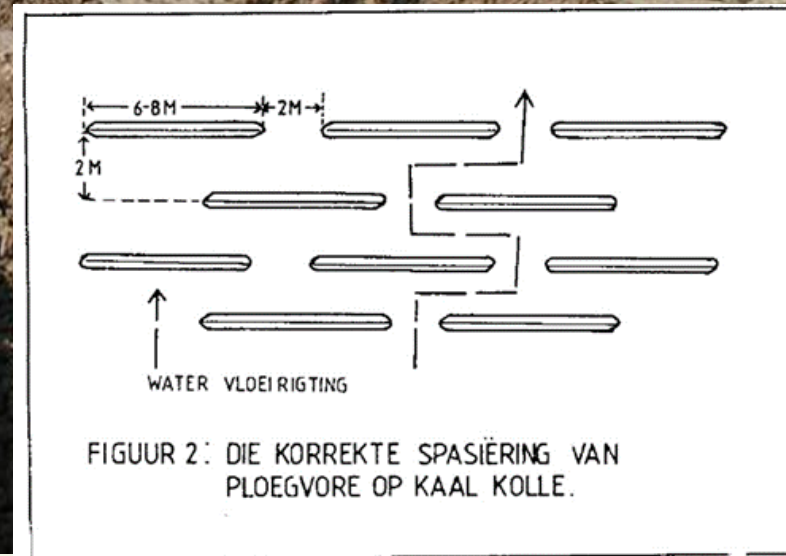 6-8M 2M
2M
WATER VLOEIRIGTING
FIGUUR 2: DIE KORREKTE SPASIËRING VAN
PLOEGVORE OP KAAL KOLLE.